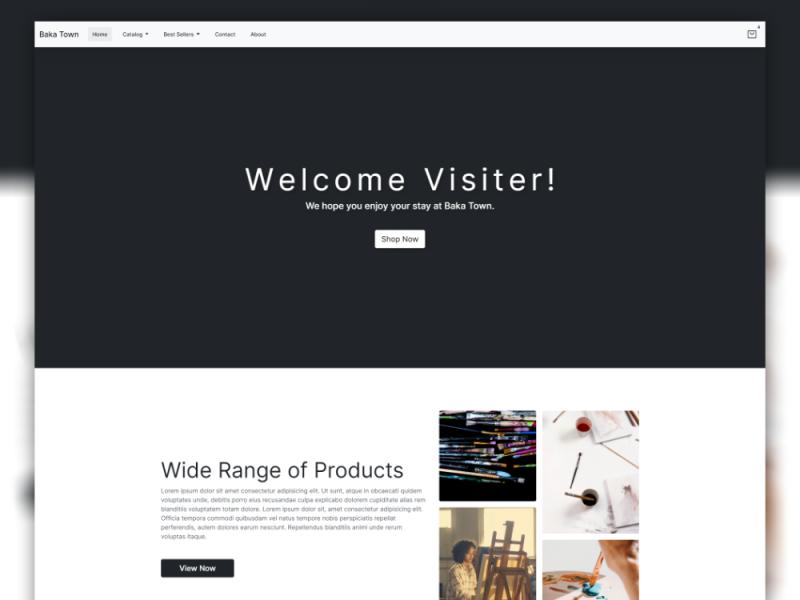 Baka Town Home Catalog Best Sellers Contact About 4
Welcome Visiter!
We hope you enjoy your stay at Baka Town.
Shop Now
Wide Range of Products
Lorem ipsum dolor sit amet consectetur adipisicing elit. Ut sunt, atque in obcaecati quidem
voluptates unde, debitis porro eius recusandae culpa explicabo dolorem cupiditate alias rem
blanditiis voluptatem totam dolore. Lorem ipsum dolor sit, amet consectetur adipisicing elit.
Officia tempora commodi quibusdam vel natus tempore nobis perspiciatis repellat
perferendis, autem dolores earum nesciunt. Repellendus blanditiis animi unde rerum
voluptas itaque.
View Now